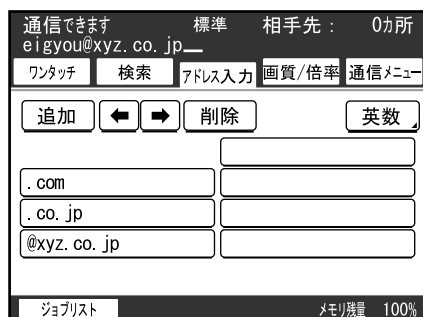 通信できます 標準 相手先： 0カ所
eigyou@xyz.co.jp
ワンタッチ 検索 アドレス入力 画質/倍率 通信メニュー
追加 ← → 削除 英数
.com
.co.jp
@xyz.co.jp
ジョブリスト メモリ残量 100%